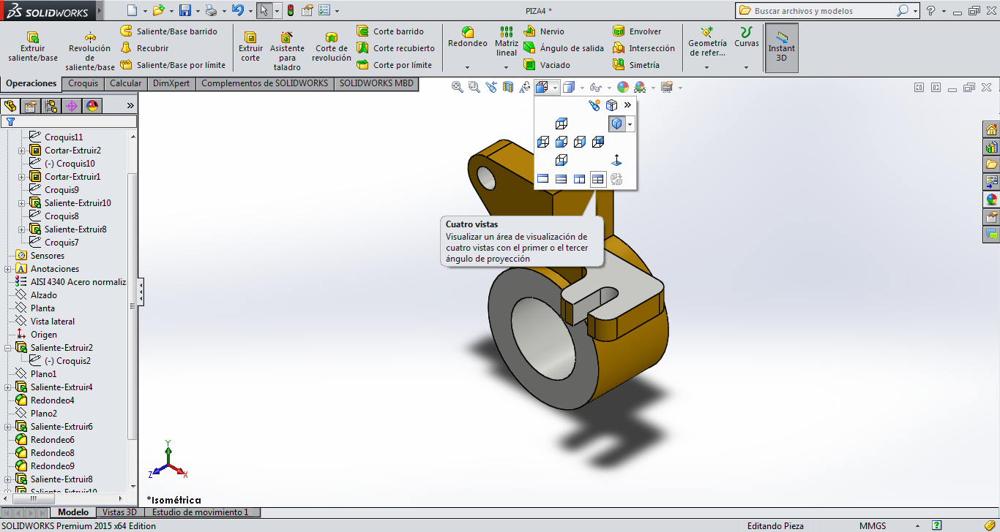 SOLIDWORKS
PIZA4 *
Buscar archivos y modelos
Extruir
saliente/base
Revolución
de
saliente/base
Saliente/Base barrido
Recubrir
Saliente/Base por límite
Extruir
corte
Asistente
para
taladro
Corte de
revolución
Corte barrido
Corte recubierto
Corte por límite
Redondeo
Matriz
lineal
Nervio
Ángulo de salida
Vaciado
Envolver
Intersección
Simetría
Geometría
de refer...
Curvas
Instant
3D
Operaciones
Croquis
Calcular
DimXpert
Complementos de SOLIDWORKS
SOLIDWORKS MBD
Croquis11
Cortar-Extruir2
(-) Croquis10
Cortar-Extruir1
Croquis9
Saliente-Extruir10
Croquis8
Saliente-Extruir8
Croquis7
Sensores
Anotaciones
AISI 4340 Acero normaliz
Alzado
Planta
Vista lateral
Origen
Saliente-Extruir2
(-) Croquis2
Plano1
Saliente-Extruir4
Redondeo4
Plano2
Saliente-Extruir6
Redondeo6
Redondeo8
Redondeo9
Saliente-Extruir8
Saliente-Extruir10
Cuatro vistas
Visualizar un área de visualización de
cuatro vistas con el primer o el tercer
ángulo de proyección
Y
Z
X
*Isométrica
Modelo
Vistas 3D
Estudio de movimiento 1
SOLIDWORKS Premium 2015 x64 Edition
Editando Pieza
MMGS